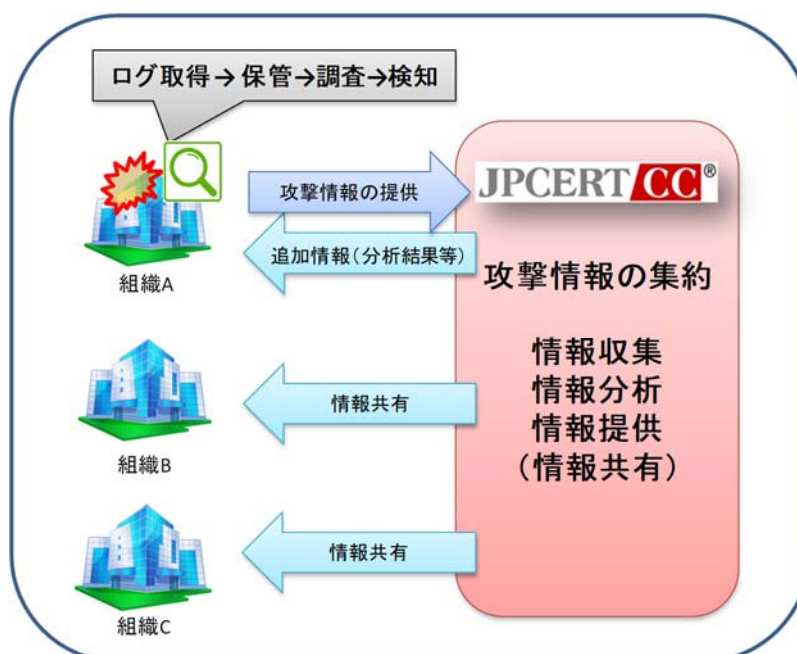 ログ取得→保管→調査→検知
攻撃情報の提供
追加情報(分析結果等)
組織A
情報共有
組織B
情報共有
組織C
JPCERT CC®
攻撃情報の集約
情報収集
情報分析
情報提供
(情報共有)